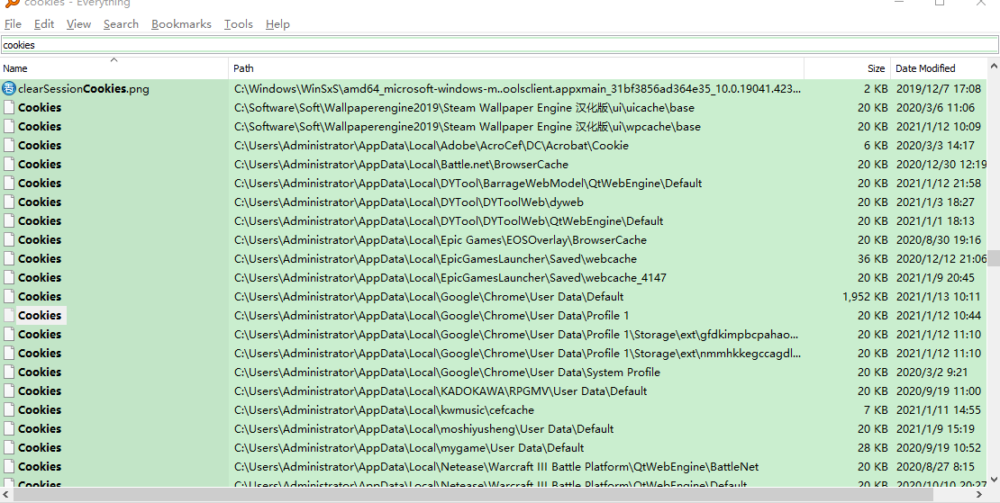 cookies - Everything
File Edit View Search Bookmarks Tools Help
cookies
Name Path Size Date Modified
clearSessionCookies.png C:\Windows\WinSxS\amd64_microsoft-windows-m..oolsclient.appxmain_31bf3856ad364e35_10.0.19041.423... 2 KB 2019/12/7 17:08
Cookies C:\Software\Soft\Wallpaperengine2019\Steam Wallpaper Engine 汉化版\ui\uicache\base 20 KB 2020/3/6 11:06
Cookies C:\Software\Soft\Wallpaperengine2019\Steam Wallpaper Engine 汉化版\ui\wpcache\base 20 KB 2021/1/12 10:09
Cookies C:\Users\Administrator\AppData\Local\Adobe\AcroCef\DC\Acrobat\Cookie 6 KB 2020/3/3 14:17
Cookies C:\Users\Administrator\AppData\Local\Battle.net\BrowserCache 20 KB 2020/12/30 12:19
Cookies C:\Users\Administrator\AppData\Local\DYTool\BarrageWebModel\QtWebEngine\Default 20 KB 2021/1/12 21:58
Cookies C:\Users\Administrator\AppData\Local\DYTool\DYToolWeb\dyweb 20 KB 2021/1/3 18:27
Cookies C:\Users\Administrator\AppData\Local\DYTool\DYToolWeb\QtWebEngine\Default 20 KB 2021/1/1 18:13
Cookies C:\Users\Administrator\AppData\Local\Epic Games\EOSOverlay\BrowserCache 20 KB 2020/8/30 19:16
Cookies C:\Users\Administrator\AppData\Local\EpicGamesLauncher\Saved\webcache 36 KB 2020/12/12 21:06
Cookies C:\Users\Administrator\AppData\Local\EpicGamesLauncher\Saved\webcache_4147 20 KB 2021/1/9 20:45
Cookies C:\Users\Administrator\AppData\Local\Google\Chrome\User Data\Default 1,952 KB 2021/1/13 10:11
Cookies C:\Users\Administrator\AppData\Local\Google\Chrome\User Data\Profile 1 20 KB 2021/1/12 10:44
Cookies C:\Users\Administrator\AppData\Local\Google\Chrome\User Data\Profile 1\Storage\ext\gfdkimpbcpahao... 20 KB 2021/1/12 11:10
Cookies C:\Users\Administrator\AppData\Local\Google\Chrome\User Data\Profile 1\Storage\ext\nmmhkkegccagdl... 20 KB 2021/1/12 11:10
Cookies C:\Users\Administrator\AppData\Local\Google\Chrome\User Data\System Profile 20 KB 2020/3/2 9:21
Cookies C:\Users\Administrator\AppData\Local\KADOKAWA\RPGMV\User Data\Default 20 KB 2020/9/19 11:00
Cookies C:\Users\Administrator\AppData\Local\kwmusic\cefcache 7 KB 2021/1/11 14:55
Cookies C:\Users\Administrator\AppData\Local\moshiyusheng\User Data\Default 20 KB 2021/1/9 15:19
Cookies C:\Users\Administrator\AppData\Local\mygame\User Data\Default 28 KB 2020/9/19 10:52
Cookies C:\Users\Administrator\AppData\Local\Netease\Warcraft III Battle Platform\QtWebEngine\BattleNet 20 KB 2020/8/27 8:15
Cookies C:\Users\Administrator\AppData\Local\Netease\Warcraft III Battle Platform\QtWebEngine\Default 20 KB 2020/10/10 20:27